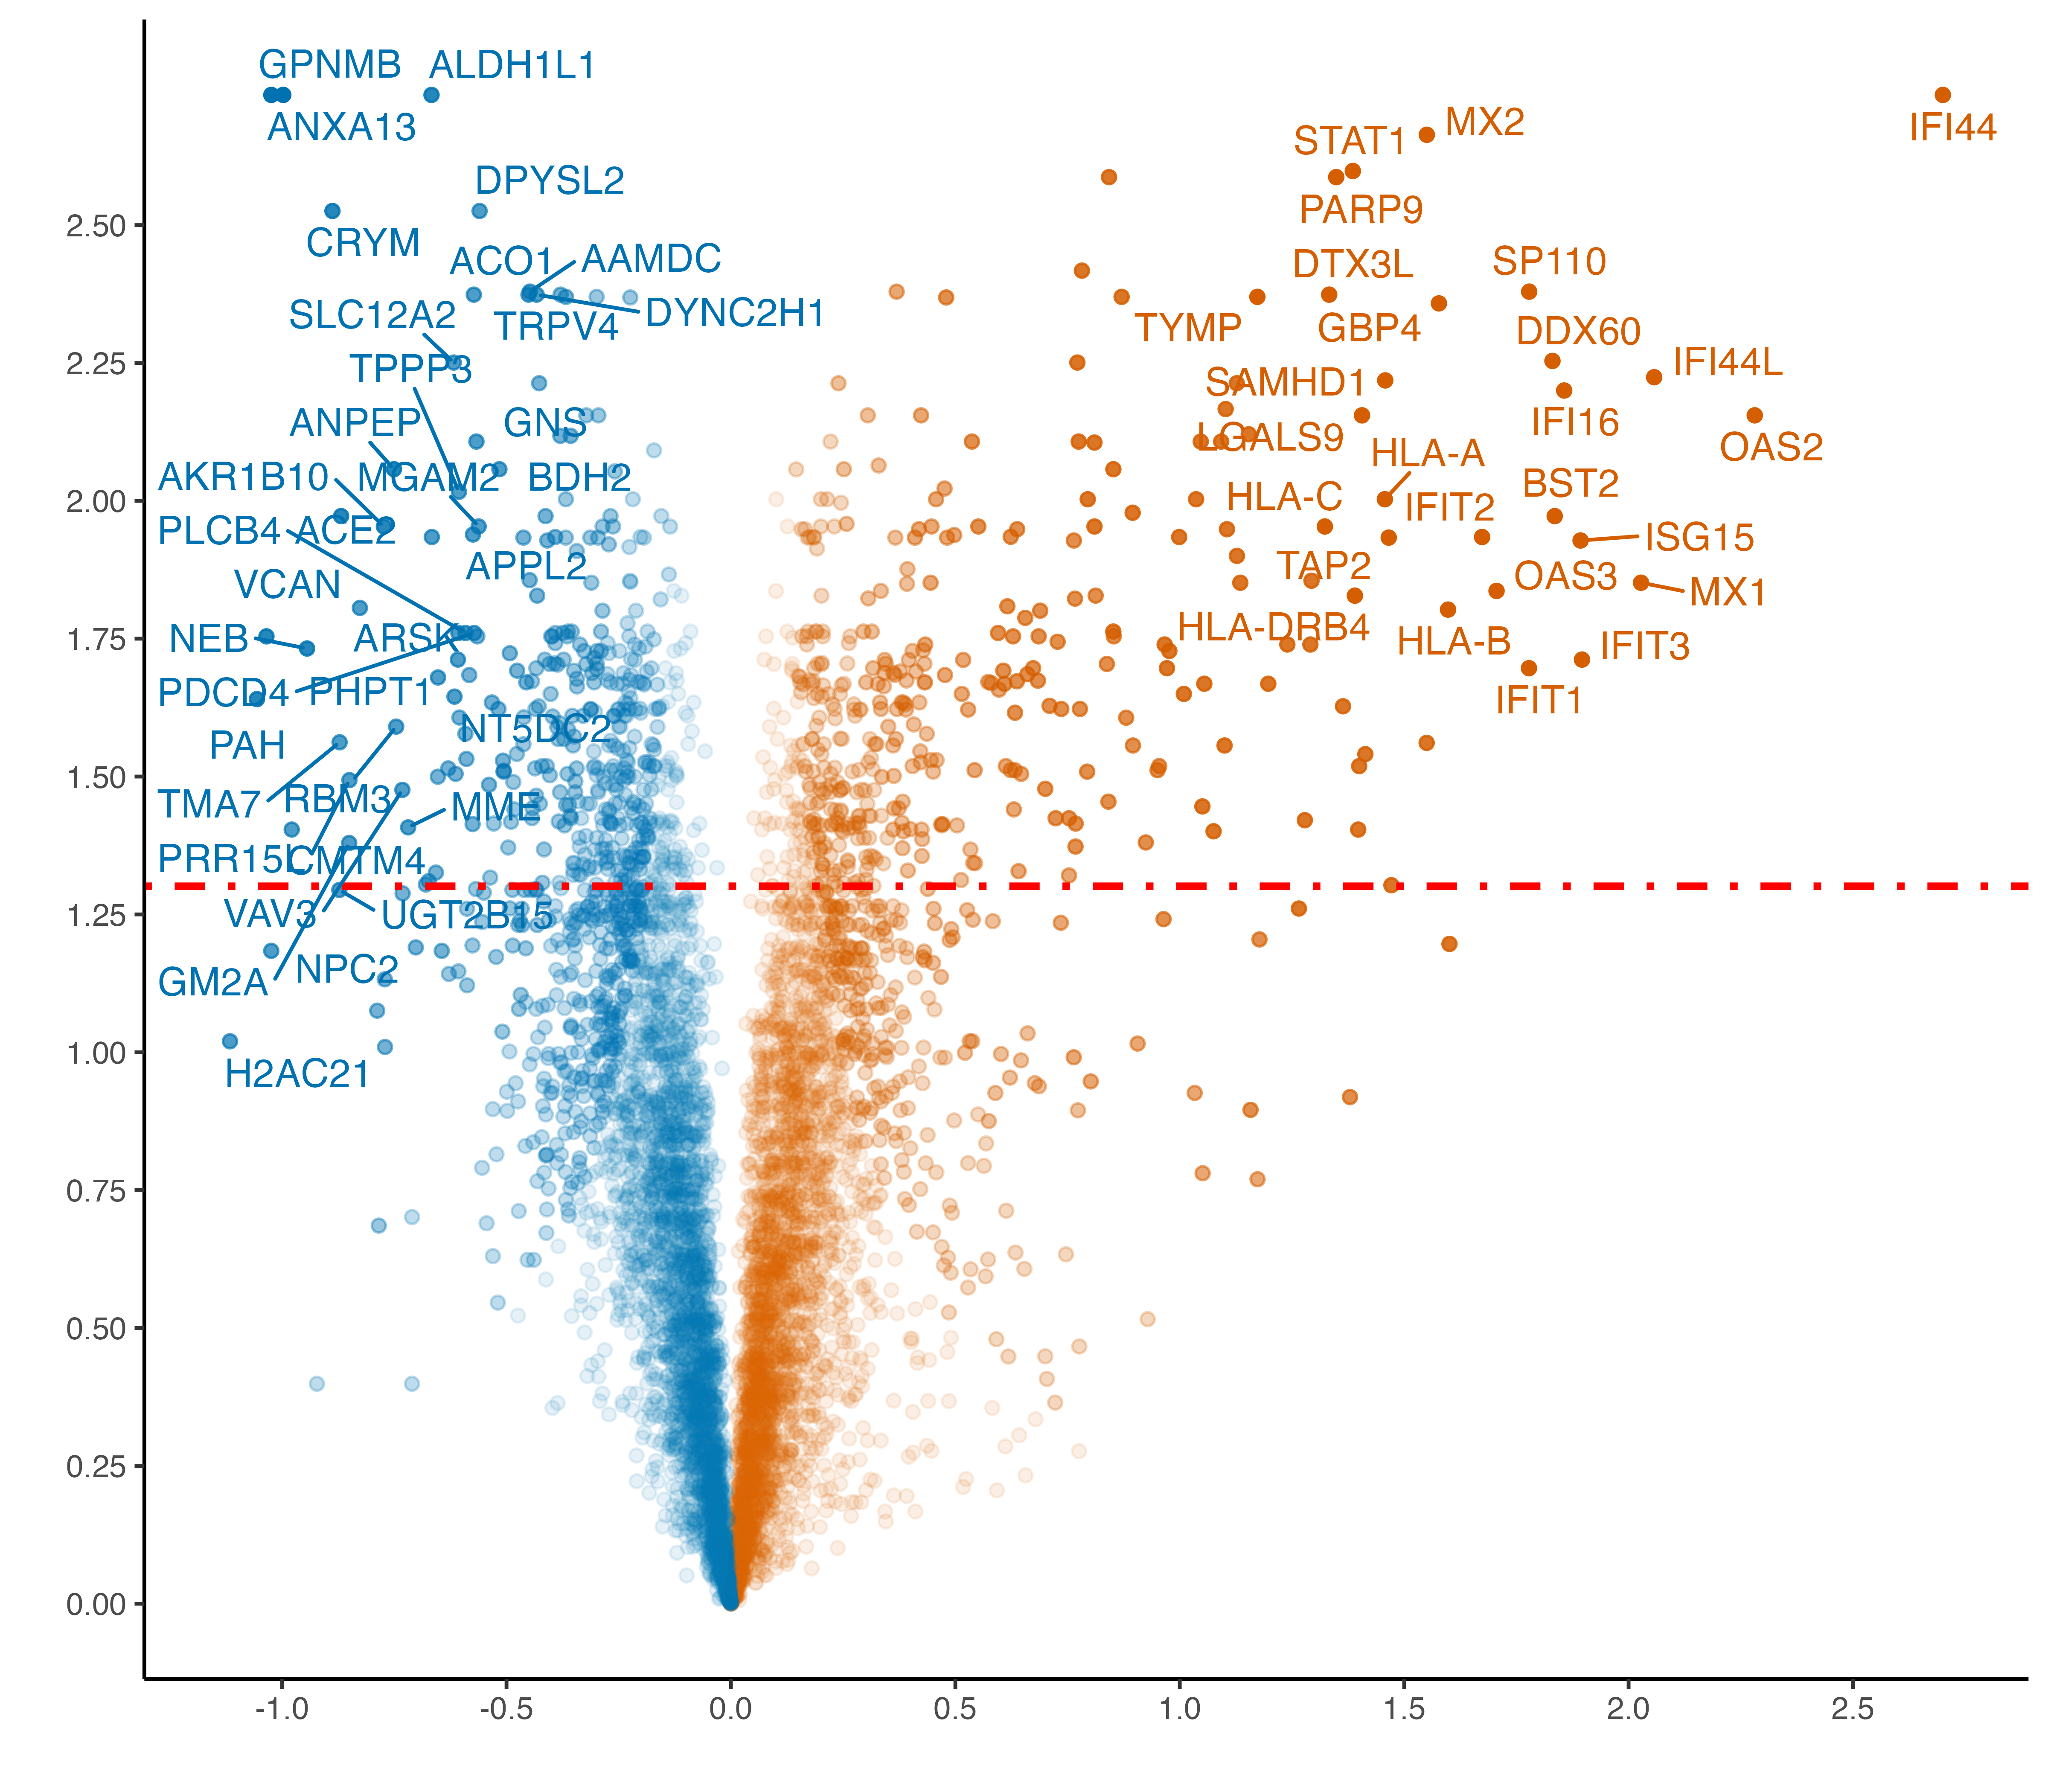 GPNMB ALDH1L1
ANXA13
MX2
IFI44
STAT1
DPYSL2
PARP9
2.50
CRYM
ACO1 AAMDC
DTX3L SP110
SLC12A2
DYNC2H1
TRPV4
TYMP GBP4 DDX60
2.25
TPPP3
IFI44L
SAMHD1
ANPEP GNS
IFI16
LGALS9
OAS2
HLA-A
AKR1B10 MGAM2 BDH2
BST2
2.00
HLA-C IFIT2
PLCB4 ACE2
ISG15
APPL2
TAP2
VCAN
OAS3
MX1
1.75
NEB ARSK
HLA-DRB4
HLA-B IFIT3
PDCD4 PHPT1
IFIT1
NT5DC2
PAH
1.50
TMA7 RBM3 MME
PRR15L CMTM4
1.25
VAV3 UGT2B15
GM2A NPC2
1.00
H2AC21
0.75
0.50
0.25
0.00
-1.0 -0.5 0.0 0.5 1.0 1.5 2.0 2.5